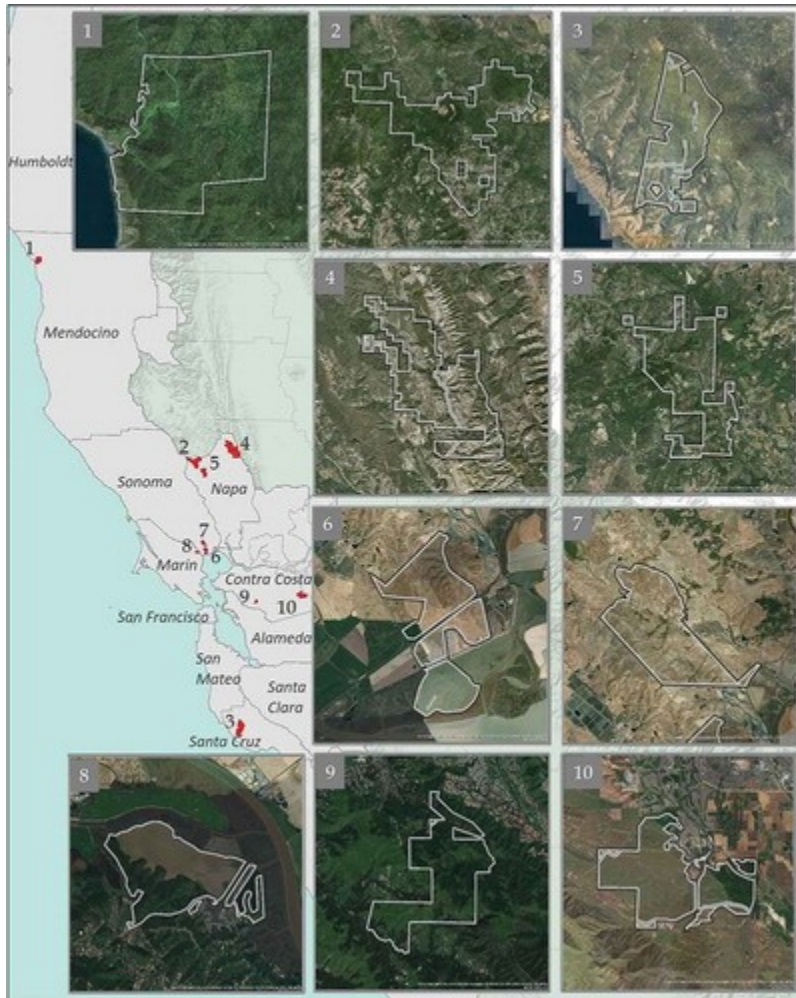 1
2
3
Humboldt
1
Mendocino
4
5
2
4
5
Sonoma
Napa
6
7
7
8
6
Marin
Contra Costa
9
10
San Francisco
Alameda
San
Mateo
Santa
Clara
3
Santa Cruz
8
9
10